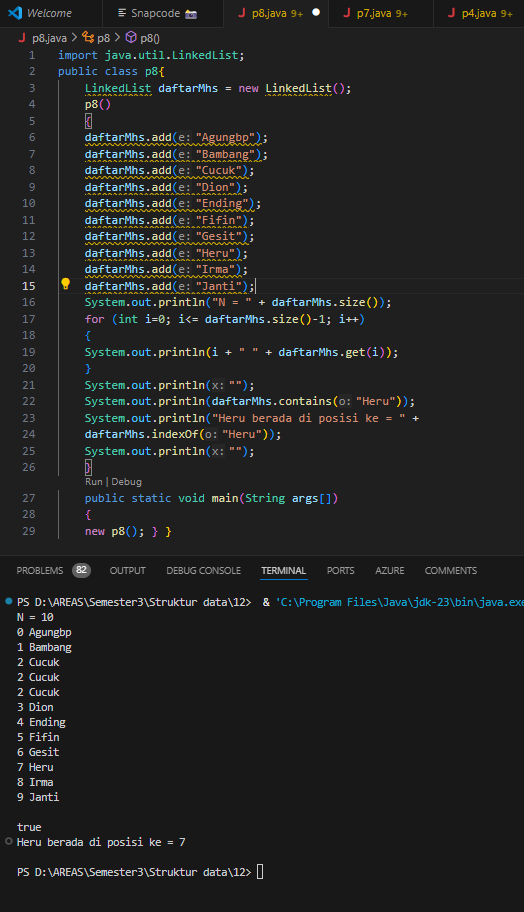 Welcome Snapcode 📸 p8.java 9+ ● p7.java 9+ p4.java 9+
p8.java > p8 > p8()
1 import java.util.LinkedList;
2 public class p8{
3 LinkedList daftarMhs = new LinkedList();
4 p8()
5 {
6 daftarMhs.add(e: "Agungbp");
7 daftarMhs.add(e: "Bambang");
8 daftarMhs.add(e: "Cucuk");
9 daftarMhs.add(e: "Dion");
10 daftarMhs.add(e: "Ending");
11 daftarMhs.add(e: "Fifin");
12 daftarMhs.add(e: "Gesit");
13 daftarMhs.add(e: "Heru");
14 daftarMhs.add(e: "Irma");
15 daftarMhs.add(e: "Janti");
16 System.out.println("N = " + daftarMhs.size());
17 for (int i=0; i<= daftarMhs.size()-1; i++)
18 {
19 System.out.println(i + " " + daftarMhs.get(i));
20 }
21 System.out.println(x: "");
22 System.out.println(daftarMhs.contains(o: "Heru"));
23 System.out.println("Heru berada di posisi ke = " +
24 daftarMhs.indexOf(o: "Heru"));
25 System.out.println(x: "");
26 }
Run | Debug
27 public static void main(String args[])
28 {
29 new p8(); } }
PROBLEMS 82 OUTPUT DEBUG CONSOLE TERMINAL PORTS AZURE COMMENTS
PS D:\AREAS\Semester3\Struktur data\12> & 'C:\Program Files\Java\jdk-23\bin\java.exe
N = 10
0 Agungbp
1 Bambang
2 Cucuk
2 Cucuk
2 Cucuk
3 Dion
4 Ending
5 Fifin
6 Gesit
7 Heru
8 Irma
9 Janti
true
Heru berada di posisi ke = 7
PS D:\AREAS\Semester3\Struktur data\12>